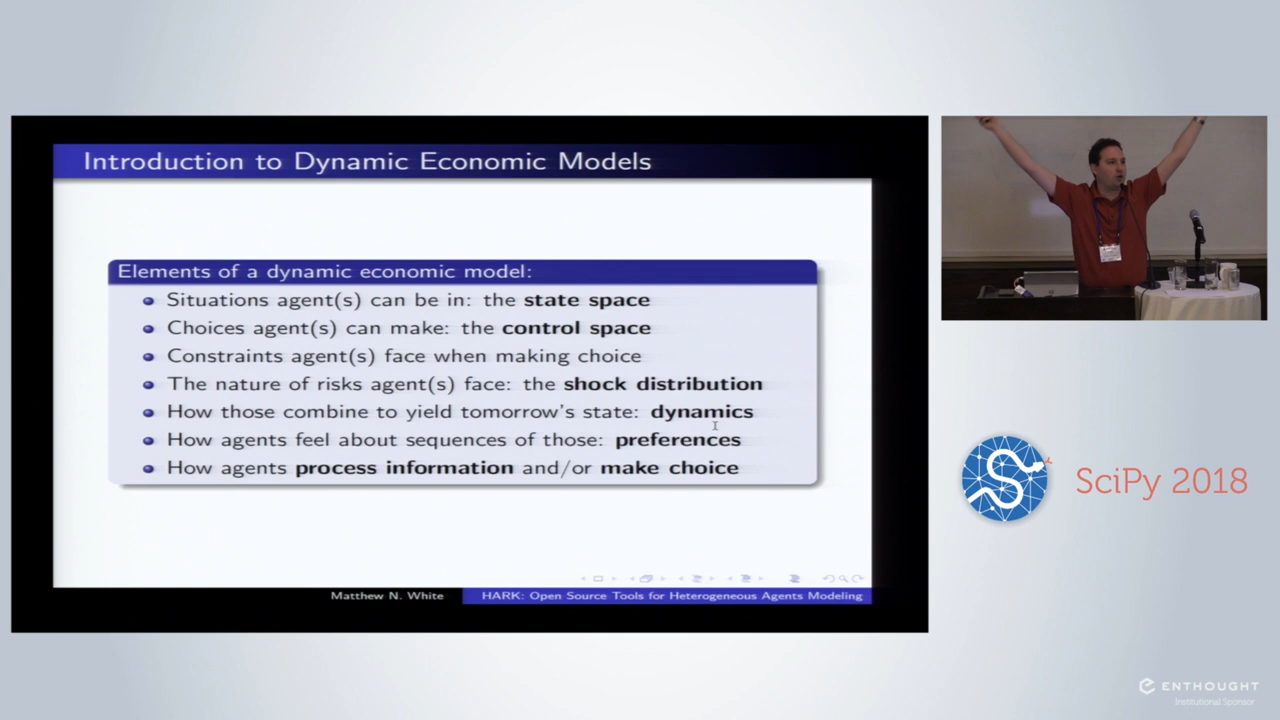 Introduction to Dynamic Economic Models
Elements of a dynamic economic model:
Situations agent(s) can be in: the state space
Choices agent(s) can make: the control space
Constraints agent(s) face when making choice
The nature of risks agent(s) face: the shock distribution
How those combine to yield tomorrow's state: dynamics
How agents feel about sequences of those: preferences
How agents process information and/or make choice
Matthew N. White
HARK: Open Source Tools for Heterogeneous Agents Modeling
SciPy 2018
ENTHOUGHT
Institutional Sponsor